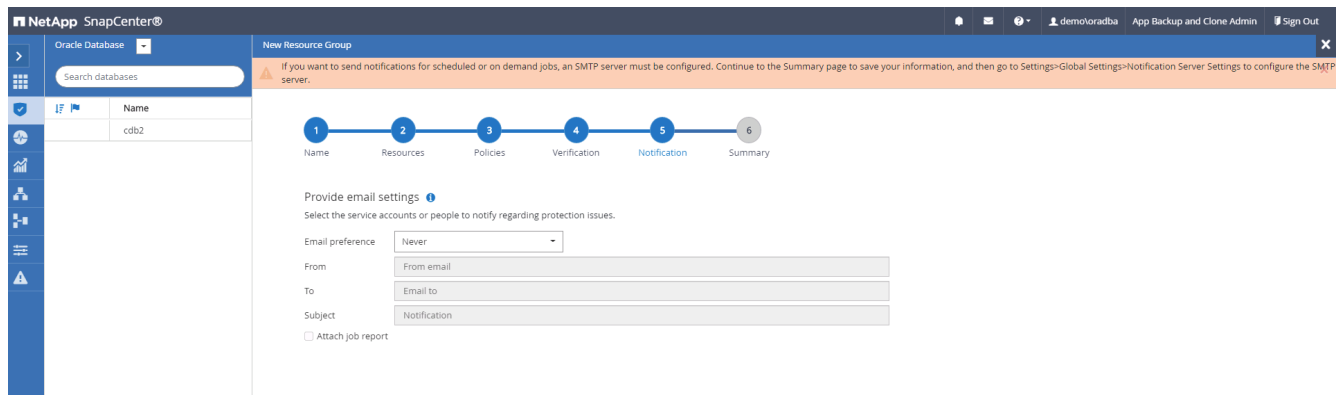 NetApp SnapCenter®
demo\oradba App Backup and Clone Admin Sign Out
Oracle Database
New Resource Group
Search databases
If you want to send notifications for scheduled or on demand jobs, an SMTP server must be configured. Continue to the Summary page to save your information, and then go to Settings>Global Settings>Notification Server Settings to configure the SMTP
server.
Name
cdb2
1 2 3 4 5 6
Name Resources Policies Verification Notification Summary
Provide email settings
Select the service accounts or people to notify regarding protection issues.
Email preference Never
From From email
To Email to
Subject Notification
Attach job report